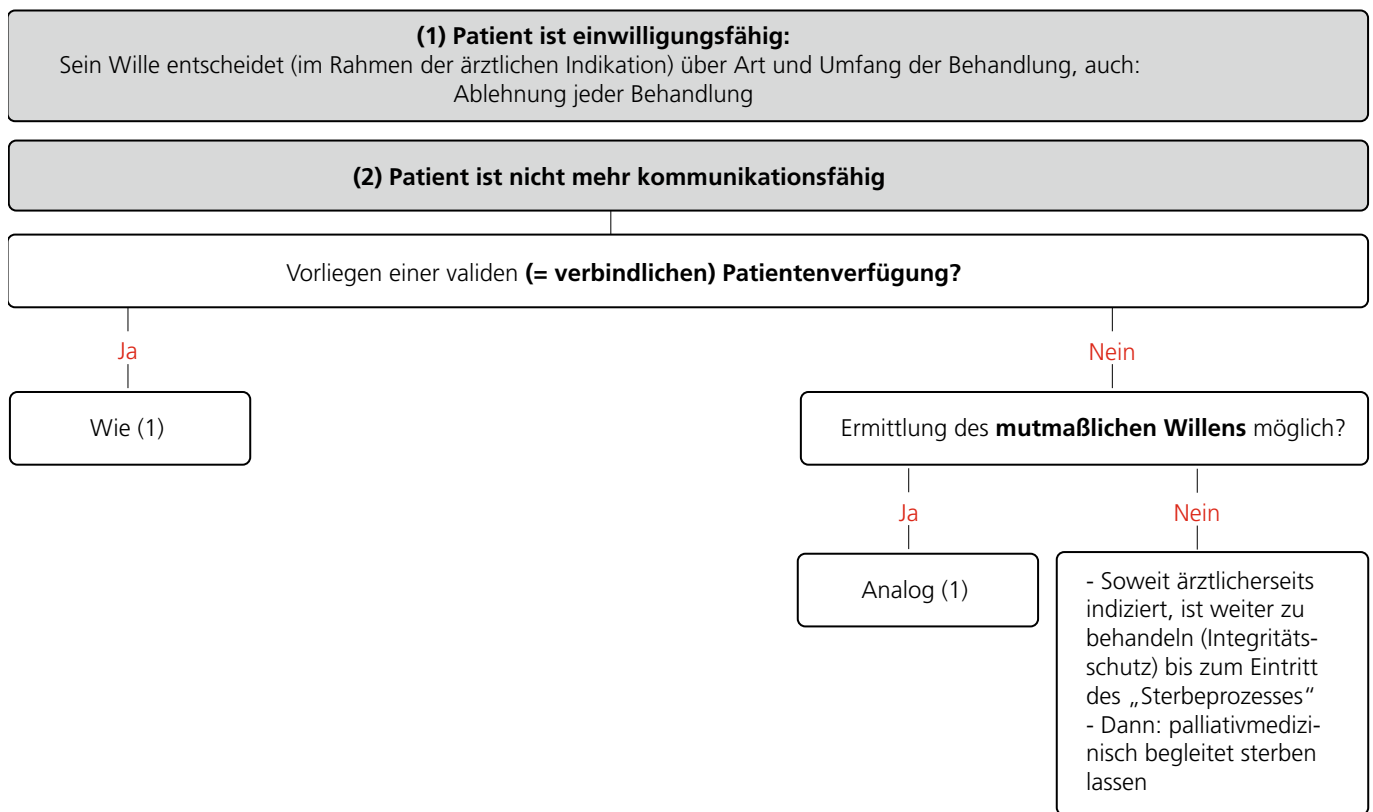 (1) Patient ist einwilligungsfähig:
Sein Wille entscheidet (im Rahmen der ärztlichen Indikation) über Art und Umfang der Behandlung, auch:
Ablehnung jeder Behandlung
(2) Patient ist nicht mehr kommunikationsfähig
Vorliegen einer validen (= verbindlichen) Patientenverfügung?
Ja
Nein
Wie (1)
Ermittlung des mutmaßlichen Willens möglich?
Ja
Nein
Analog (1)
- Soweit ärztlicherseits
indiziert, ist weiter zu
behandeln (Integritäts-
schutz) bis zum Eintritt
des „Sterbeprozesses“
- Dann: palliativmedizi-
nisch begleitet sterben
lassen